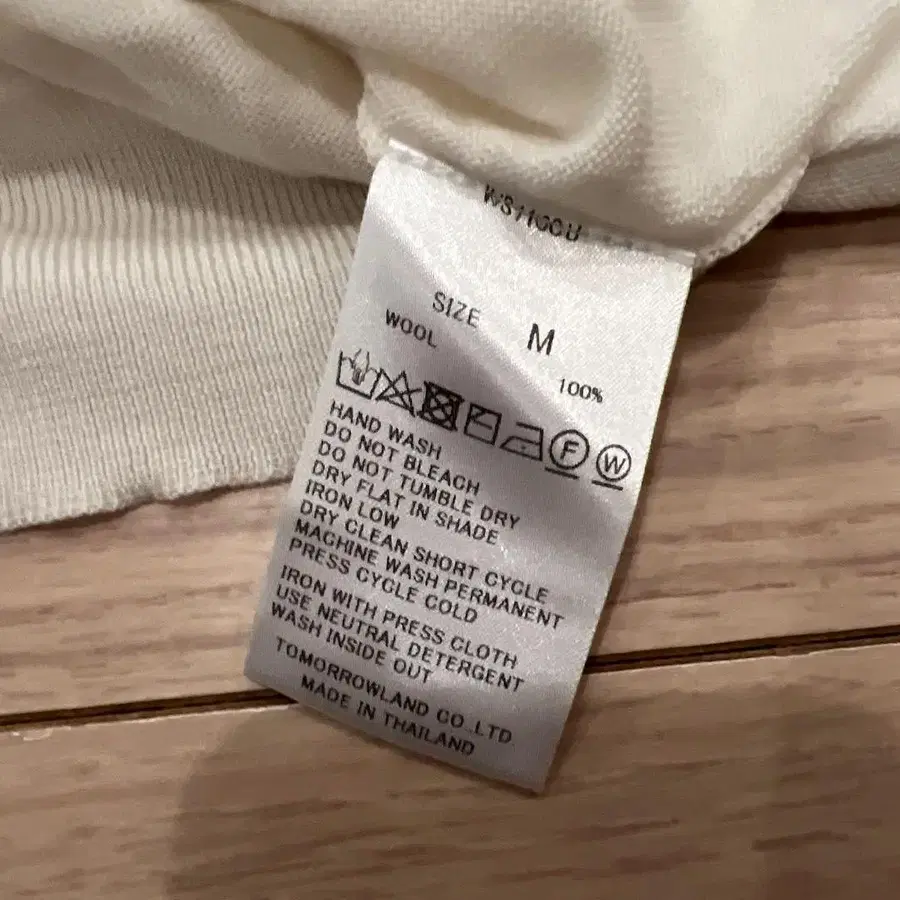 SIZE M
WOOL 100%
F W
HAND WASH
DO NOT BLEACH
DO NOT TUMBLE DRY
DRY FLAT IN SHADE
IRON LOW
DRY CLEAN SHORT CYCLE
MACHINE WASH PERMANENT
PRESS CYCLE COLD
IRON WITH PRESS CLOTH
USE NEUTRAL DETERGENT
WASH INSIDE OUT
TOMORROWLAND CO.,LTD.
MADE IN THAILAND